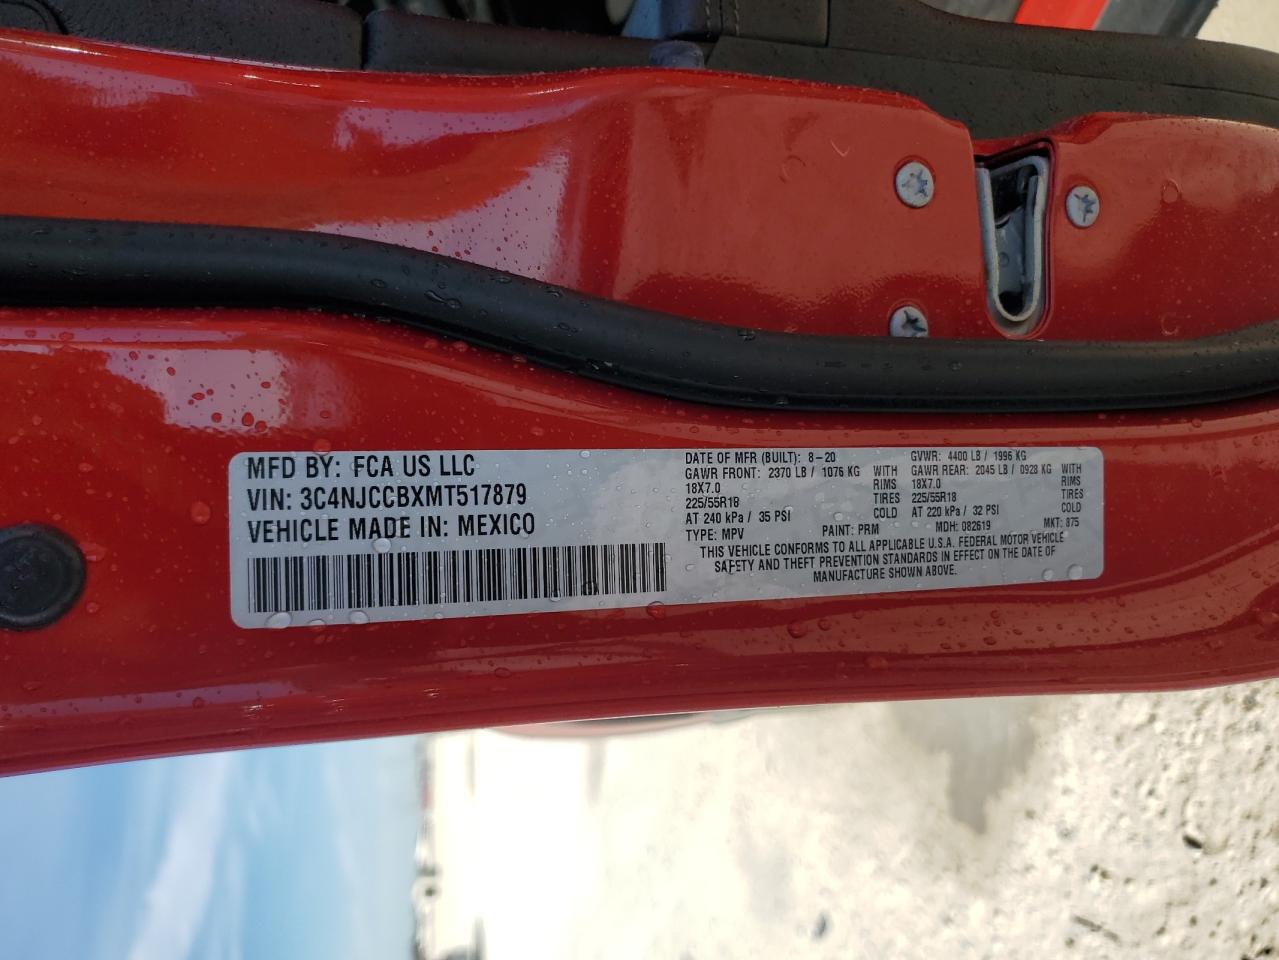 MFD BY: FCA US LLC
VIN: 3C4NJCCBXMT517879
VEHICLE MADE IN: MEXICO
DATE OF MFR (BUILT): 8-20 GVWR: 4400 LB / 1996 KG
GAWR FRONT: 2370 LB / 1076 KG WITH GAWR REAR: 2045 LB / 0928 KG WITH
18X7.0 RIMS 18X7.0 RIMS
225/55R18 TIRES 225/55R18 TIRES
AT 240 kPa / 35 PSI COLD AT 220 kPa / 32 PSI COLD
TYPE: MPV PAINT: PRM MDH: 082619 MKT: 875
THIS VEHICLE CONFORMS TO ALL APPLICABLE U.S.A. FEDERAL MOTOR VEHICLE
SAFETY AND THEFT PREVENTION STANDARDS IN EFFECT ON THE DATE OF
MANUFACTURE SHOWN ABOVE.